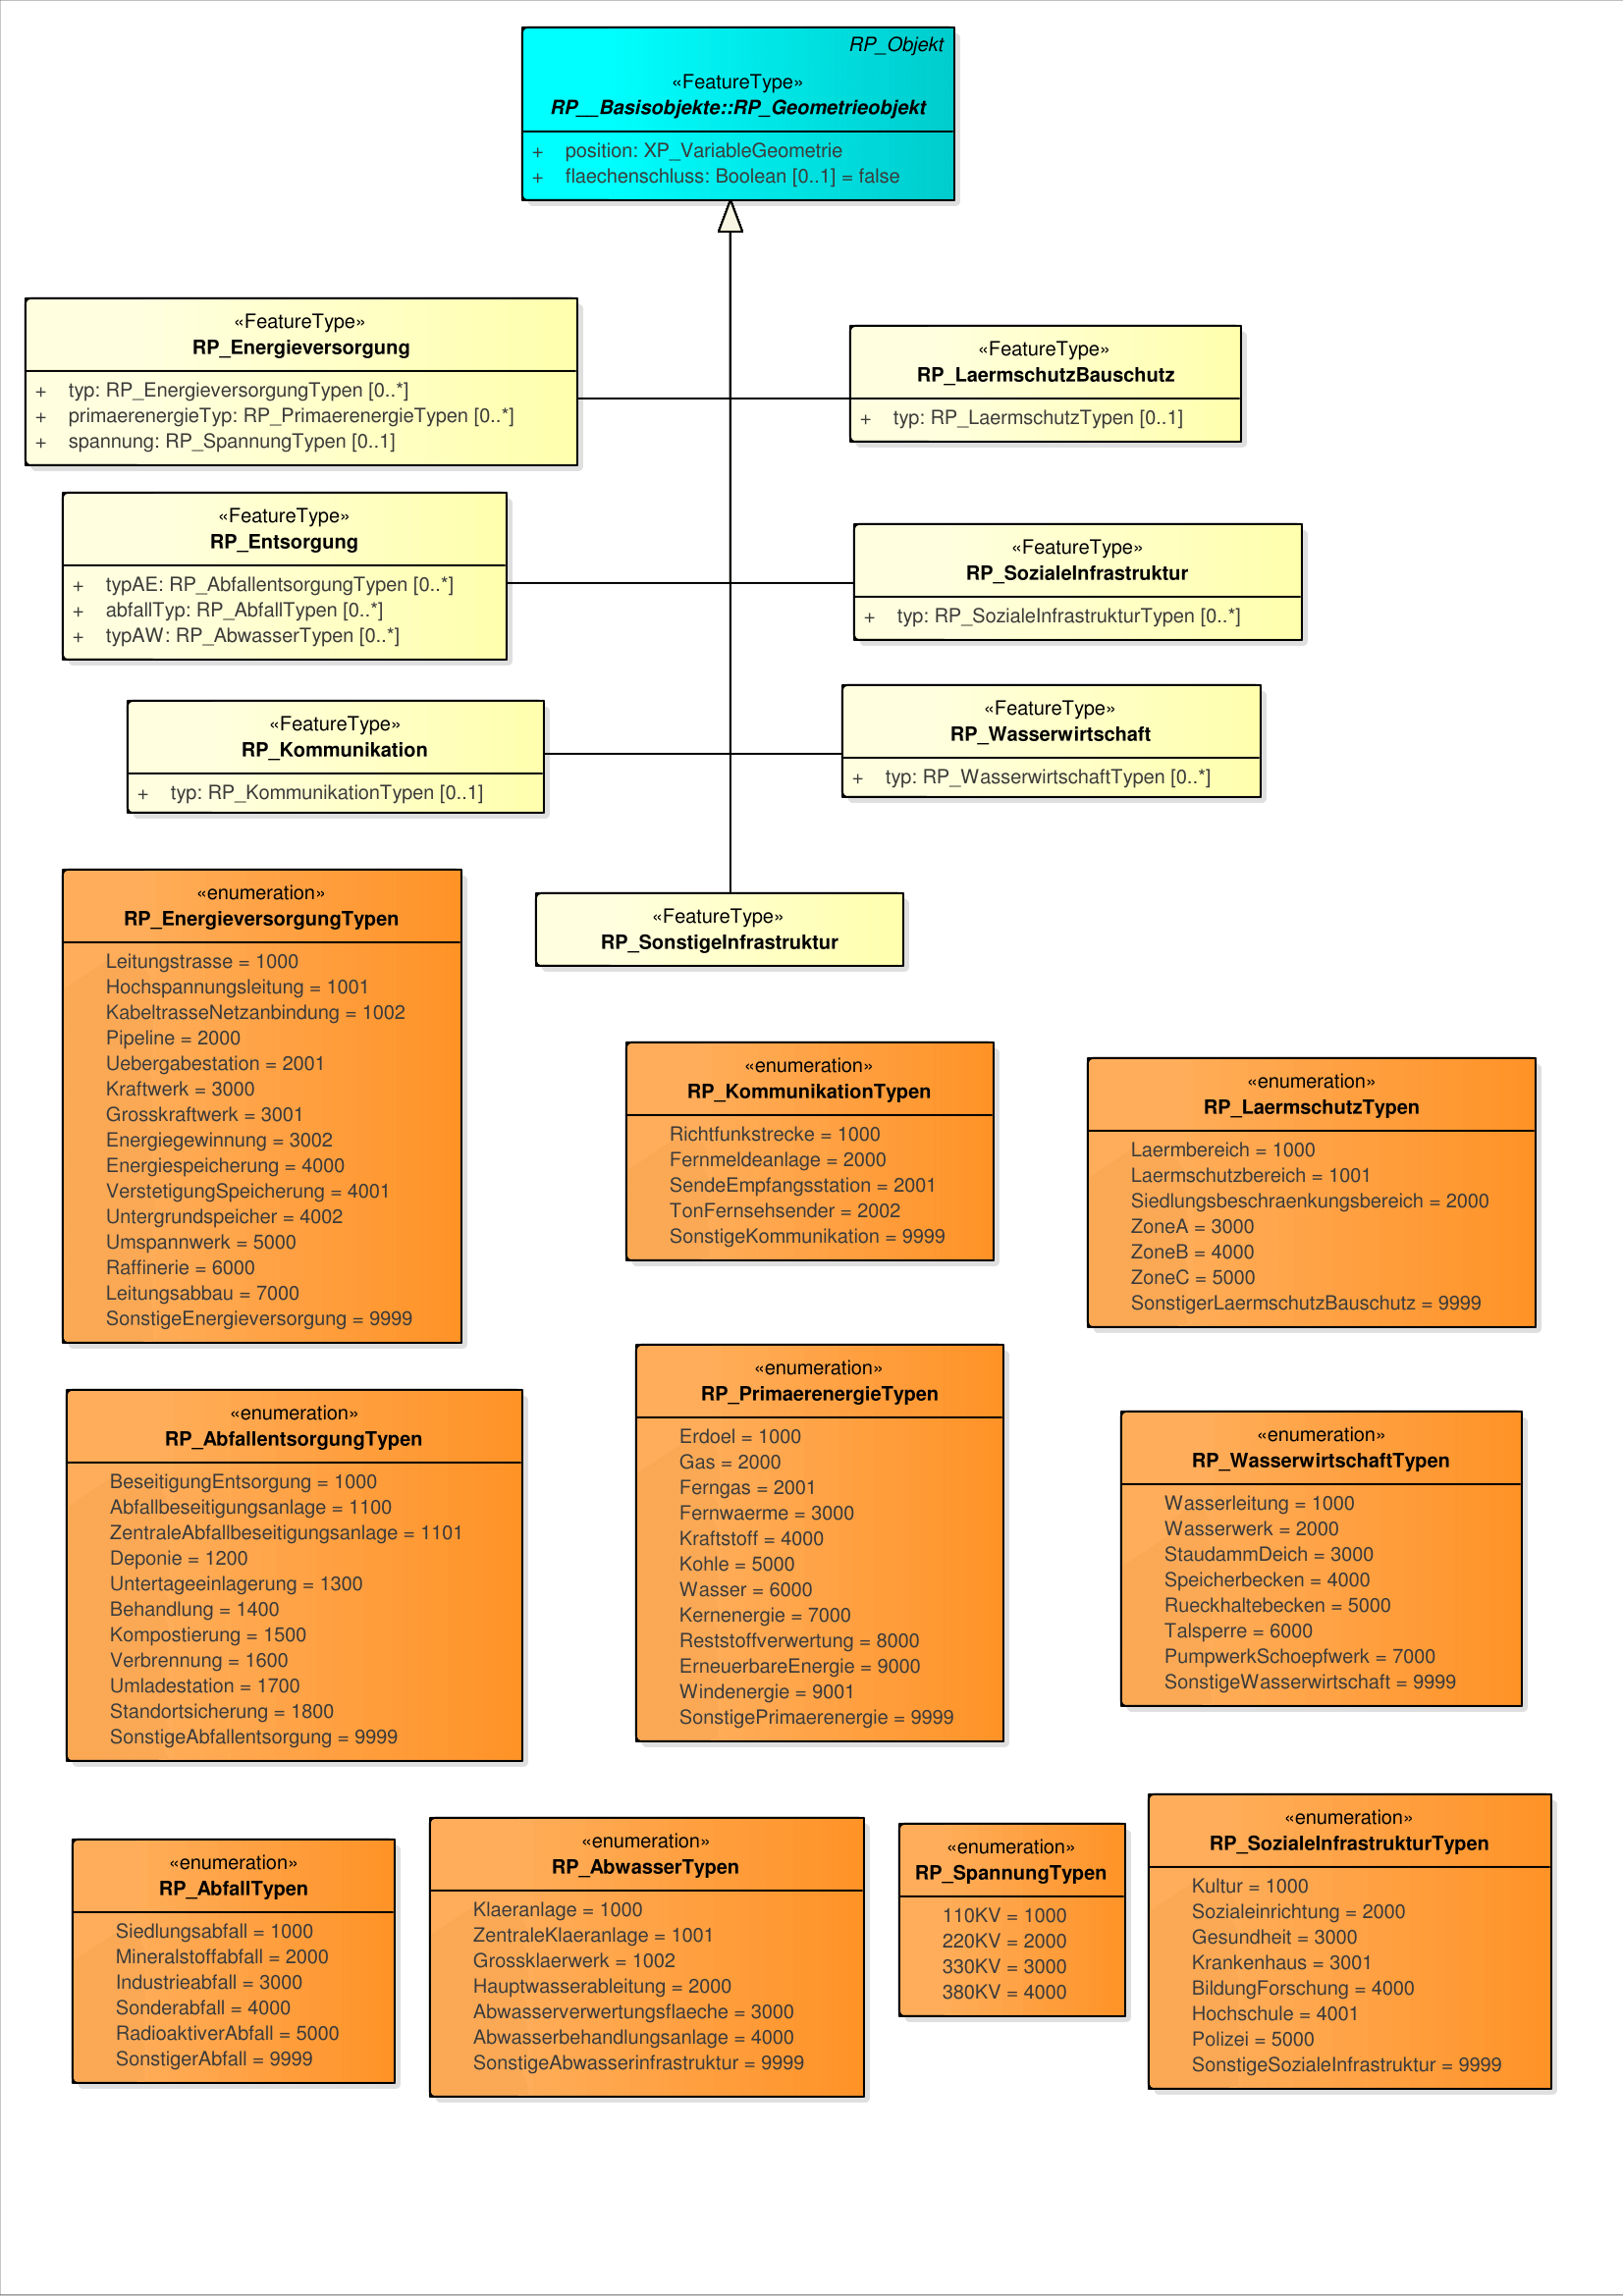 RP_Objekt
«FeatureType»
RP__Basisobjekte::RP_Geometrieobjekt
+ position: XP_VariableGeometrie
+ flaechenschluss: Boolean [0..1] = false
«FeatureType»
RP_Energieversorgung
+ typ: RP_EnergieversorgungTypen [0..*]
+ primaerenergieTyp: RP_PrimaerenergieTypen [0..*]
+ spannung: RP_SpannungTypen [0..1]
«FeatureType»
RP_LaermschutzBauschutz
+ typ: RP_LaermschutzTypen [0..1]
«FeatureType»
RP_Entsorgung
+ typAE: RP_AbfallentsorgungTypen [0..*]
+ abfallTyp: RP_AbfallTypen [0..*]
+ typAW: RP_AbwasserTypen [0..*]
«FeatureType»
RP_SozialeInfrastruktur
+ typ: RP_SozialeInfrastrukturTypen [0..*]
«FeatureType»
RP_Kommunikation
+ typ: RP_KommunikationTypen [0..1]
«FeatureType»
RP_Wasserwirtschaft
+ typ: RP_WasserwirtschaftTypen [0..*]
«enumeration»
RP_EnergieversorgungTypen
Leitungstrasse = 1000
Hochspannungsleitung = 1001
KabeltrasseNetzanbindung = 1002
Pipeline = 2000
Uebergabestation = 2001
Kraftwerk = 3000
Grosskraftwerk = 3001
Energiegewinnung = 3002
Energiespeicherung = 4000
VerstetigungSpeicherung = 4001
Untergrundspeicher = 4002
Umspannwerk = 5000
Raffinerie = 6000
Leitungsabbau = 7000
SonstigeEnergieversorgung = 9999
«FeatureType»
RP_SonstigeInfrastruktur
«enumeration»
RP_KommunikationTypen
Richtfunkstrecke = 1000
Fernmeldeanlage = 2000
SendeEmpfangsstation = 2001
TonFernsehsender = 2002
SonstigeKommunikation = 9999
«enumeration»
RP_LaermschutzTypen
Laermbereich = 1000
Laermschutzbereich = 1001
Siedlungsbeschraenkungsbereich = 2000
ZoneA = 3000
ZoneB = 4000
ZoneC = 5000
SonstigerLaermschutzBauschutz = 9999
«enumeration»
RP_AbfallentsorgungTypen
BeseitigungEntsorgung = 1000
Abfallbeseitigungsanlage = 1100
ZentraleAbfallbeseitigungsanlage = 1101
Deponie = 1200
Untertageeinlagerung = 1300
Behandlung = 1400
Kompostierung = 1500
Verbrennung = 1600
Umladestation = 1700
Standortsicherung = 1800
SonstigeAbfallentsorgung = 9999
«enumeration»
RP_PrimaerenergieTypen
Erdoel = 1000
Gas = 2000
Ferngas = 2001
Fernwaerme = 3000
Kraftstoff = 4000
Kohle = 5000
Wasser = 6000
Kernenergie = 7000
Reststoffverwertung = 8000
ErneuerbareEnergie = 9000
Windenergie = 9001
SonstigePrimaerenergie = 9999
«enumeration»
RP_WasserwirtschaftTypen
Wasserleitung = 1000
Wasserwerk = 2000
StaudammDeich = 3000
Speicherbecken = 4000
Rueckhaltebecken = 5000
Talsperre = 6000
PumpwerkSchoepfwerk = 7000
SonstigeWasserwirtschaft = 9999
«enumeration»
RP_AbfallTypen
Siedlungsabfall = 1000
Mineralstoffabfall = 2000
Industrieabfall = 3000
Sonderabfall = 4000
RadioaktiverAbfall = 5000
SonstigerAbfall = 9999
«enumeration»
RP_AbwasserTypen
Klaeranlage = 1000
ZentraleKlaeranlage = 1001
Grossklaerwerk = 1002
Hauptwasserableitung = 2000
Abwasserverwertungsflaeche = 3000
Abwasserbehandlungsanlage = 4000
SonstigeAbwasserinfrastruktur = 9999
«enumeration»
RP_SpannungTypen
110KV = 1000
220KV = 2000
330KV = 3000
380KV = 4000
«enumeration»
RP_SozialeInfrastrukturTypen
Kultur = 1000
Sozialeinrichtung = 2000
Gesundheit = 3000
Krankenhaus = 3001
BildungForschung = 4000
Hochschule = 4001
Polizei = 5000
SonstigeSozialeInfrastruktur = 9999